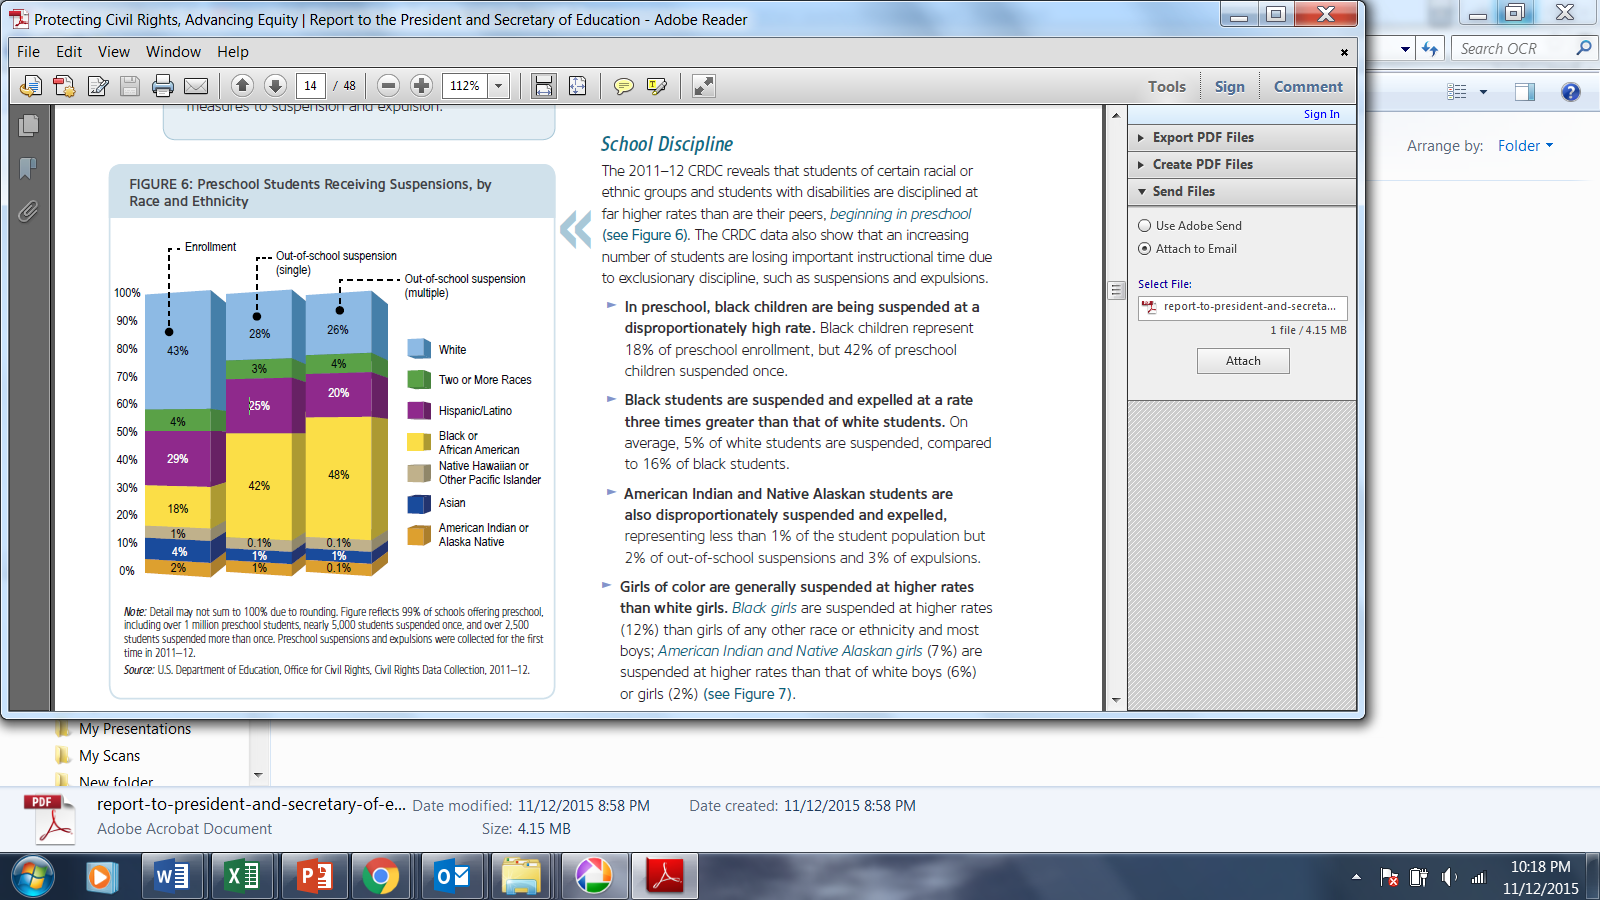 Protecting Civil Rights, Advancing Equity | Report to the President and Secretary of Education - Adobe Reader
File Edit View Window Help
14 / 48
112%
Tools Sign Comment
Search OCR
Arrange by: Folder
measures to suspension and expulsion.
FIGURE 6: Preschool Students Receiving Suspensions, by
Race and Ethnicity
Enrollment
Out-of-school suspension
(single)
Out-of-school suspension
(multiple)
100%
90%
80%
70%
60%
50%
40%
30%
20%
10%
0%
43%
4%
29%
18%
1%
4%
2%
28%
3%
25%
42%
0.1%
1%
1%
26%
4%
20%
48%
0.1%
1%
0.1%
White
Two or More Races
Hispanic/Latino
Black or
African American
Native Hawaiian or
Other Pacific Islander
Asian
American Indian or
Alaska Native
Note: Detail may not sum to 100% due to rounding. Figure reflects 99% of schools offering preschool,
including over 1 million preschool students, nearly 5,000 students suspended once, and over 2,500
students suspended more than once. Preschool suspensions and expulsions were collected for the first
time in 2011–12.
Source: U.S. Department of Education, Office for Civil Rights, Civil Rights Data Collection, 2011–12.
«
School Discipline
The 2011–12 CRDC reveals that students of certain racial or
ethnic groups and students with disabilities are disciplined at
far higher rates than are their peers, beginning in preschool
(see Figure 6). The CRDC data also show that an increasing
number of students are losing important instructional time due
to exclusionary discipline, such as suspensions and expulsions.
► In preschool, black children are being suspended at a
disproportionately high rate. Black children represent
18% of preschool enrollment, but 42% of preschool
children suspended once.
► Black students are suspended and expelled at a rate
three times greater than that of white students. On
average, 5% of white students are suspended, compared
to 16% of black students.
► American Indian and Native Alaskan students are
also disproportionately suspended and expelled,
representing less than 1% of the student population but
2% of out-of-school suspensions and 3% of expulsions.
► Girls of color are generally suspended at higher rates
than white girls. Black girls are suspended at higher rates
(12%) than girls of any other race or ethnicity and most
boys; American Indian and Native Alaskan girls (7%) are
suspended at higher rates than that of white boys (6%)
or girls (2%) (see Figure 7).
Sign In
Export PDF Files
Create PDF Files
Send Files
Use Adobe Send
Attach to Email
Select File:
report-to-president-and-secreta...
1 file / 4.15 MB
Attach
My Presentations
My Scans
New folder
PDF
report-to-president-and-secretary-of-e... Date modified: 11/12/2015 8:58 PM Date created: 11/12/2015 8:58 PM
Adobe Acrobat Document Size: 4.15 MB
10:18 PM
11/12/2015